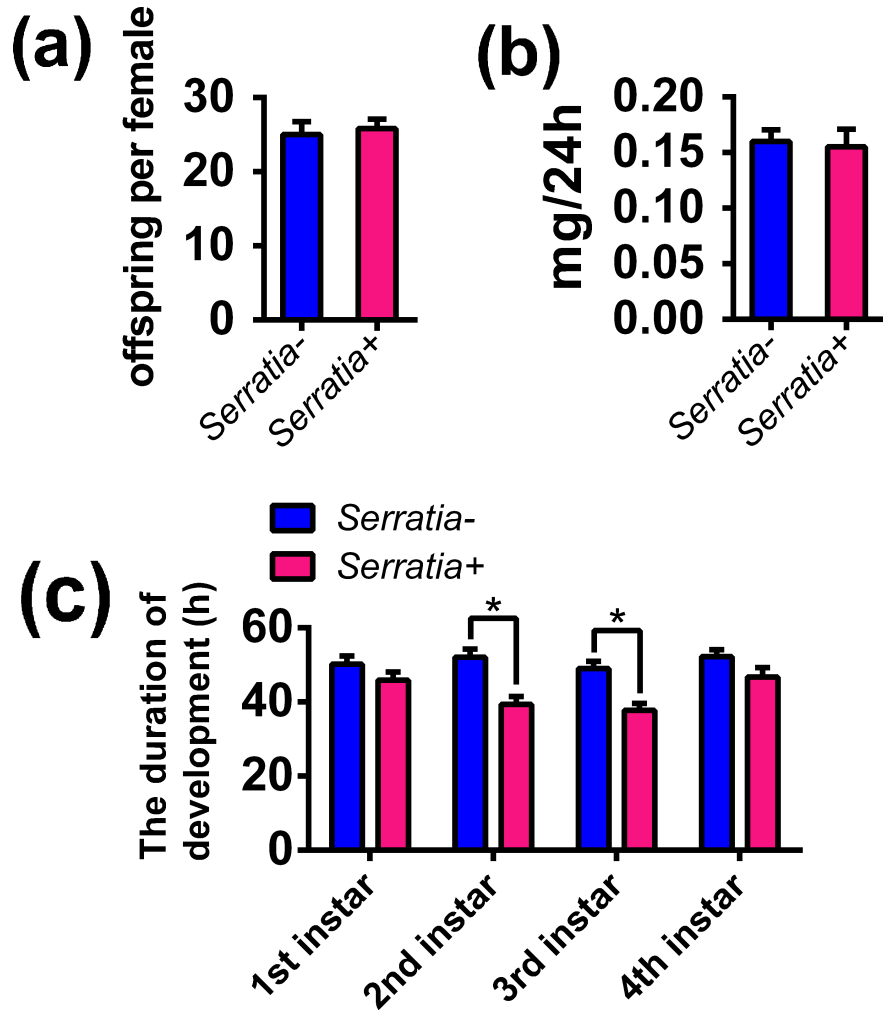 (a)
offspring per female
30
20
10
0
Serratia-
Serratia+
(b)
mg/24h
0.20
0.15
0.10
0.05
0.00
Serratia-
Serratia+
(c)
Serratia-
Serratia+
The duration of
development (h)
60
40
20
0
*
*
1st instar
2nd instar
3rd instar
4th instar